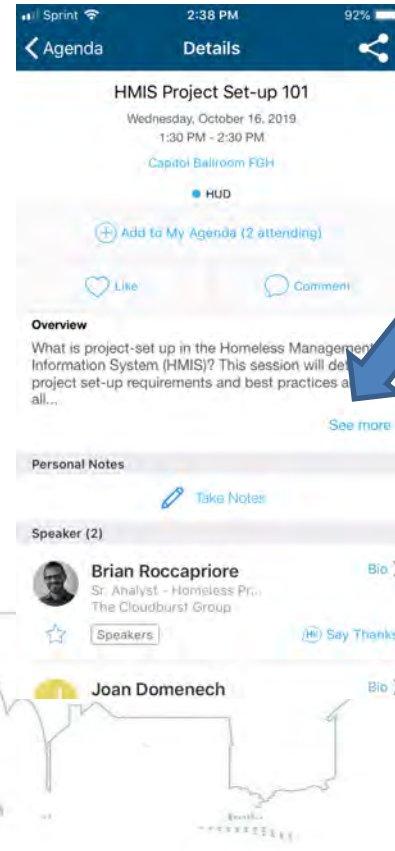 Sprint 2:38 PM 92%
Agenda Details
HMIS Project Set-up 101
Wednesday, October 16, 2019
1:30 PM - 2:30 PM
Capitol Ballroom FGH
HUD
Add to My Agenda (2 attending)
Like Comment
Overview
What is project-set up in the Homeless Management
Information System (HMIS)? This session will
project set-up requirements and best practices
all...
See more
Personal Notes
Take Notes
Speaker (2)
Brian Roccapriore Bio
Sr. Analyst - Homeless Pr...
The Cloudburst Group
Speakers Hi! Say Thanks
Joan Domenech Bio